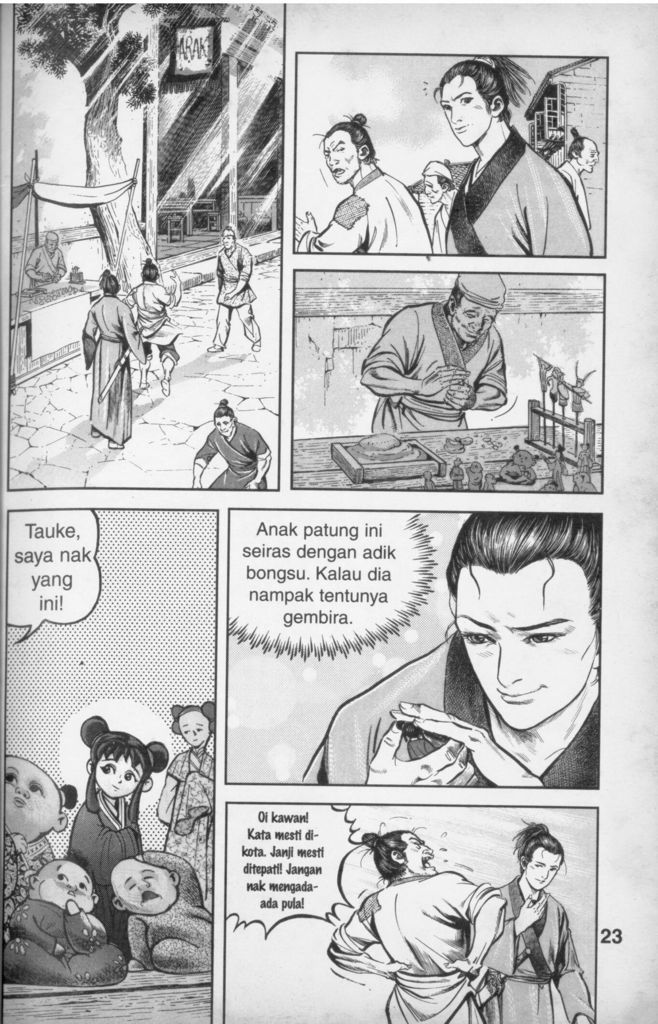 ARAK
Tauke,
saya nak
yang
ini!
Anak patung ini
seiras dengan adik
bongsu. Kalau dia
nampak tentunya
gembira.
Oi kawan!
Kata mesti di-
kota. Janji mesti
ditepati! Jangan
nak mengada-
ada pula!
23